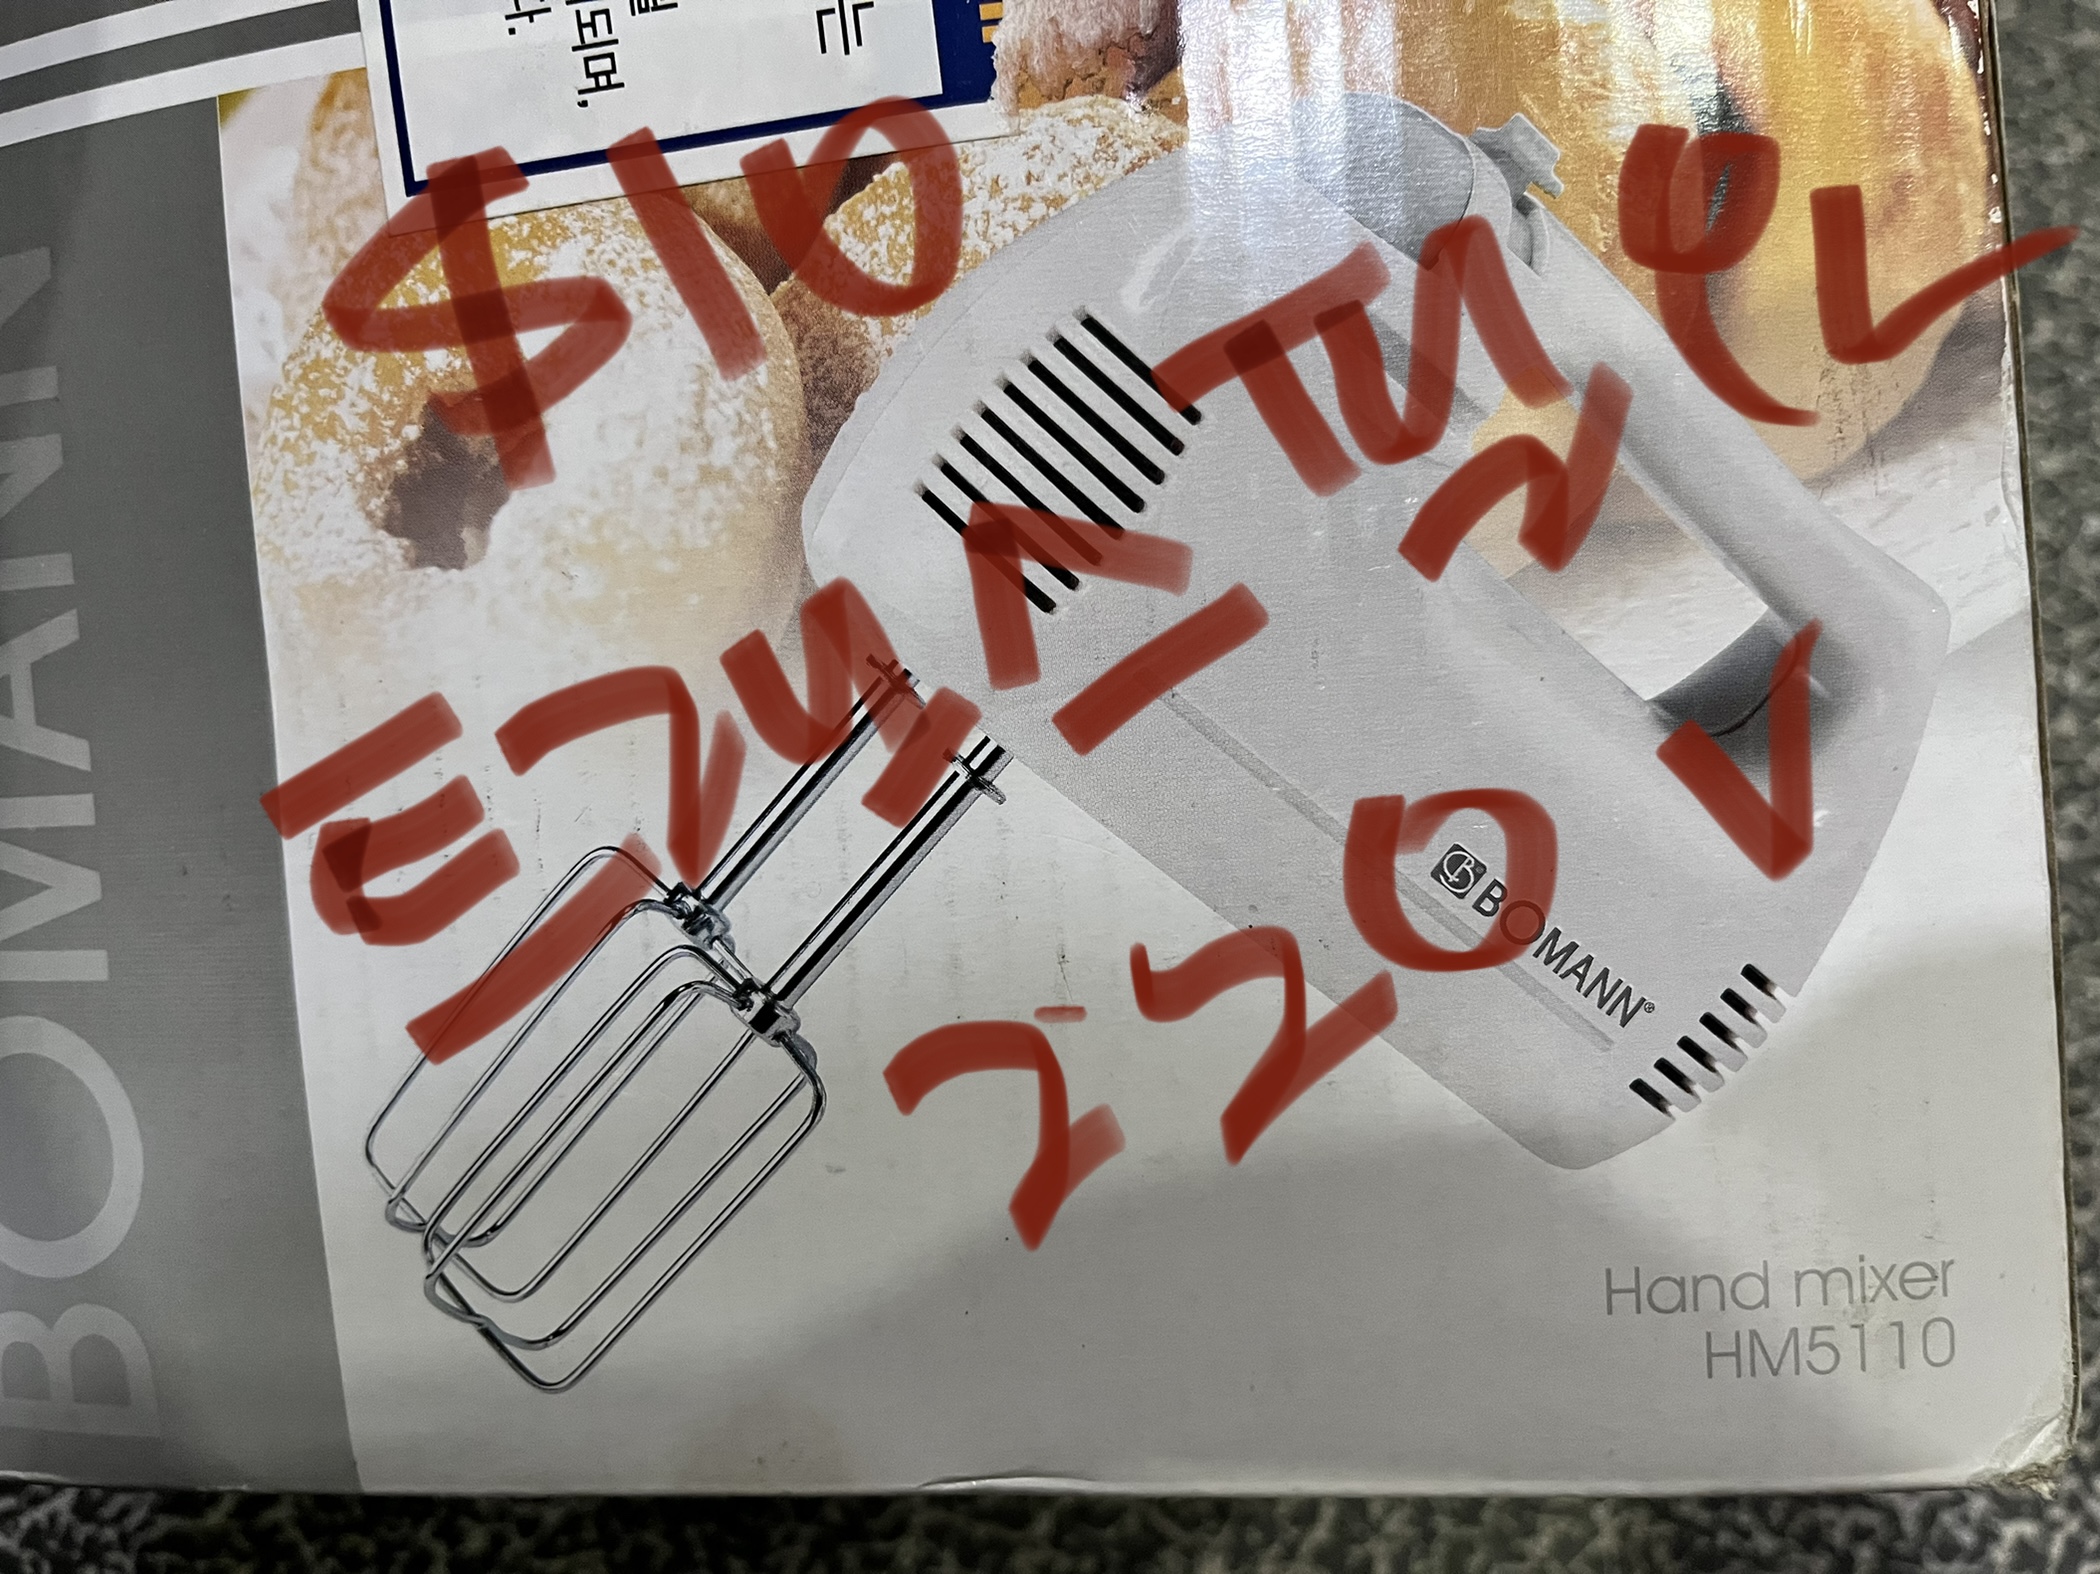 $10
트랜스 필요
220V
BOMANN
BOMANN®
Hand mixer
HM5110